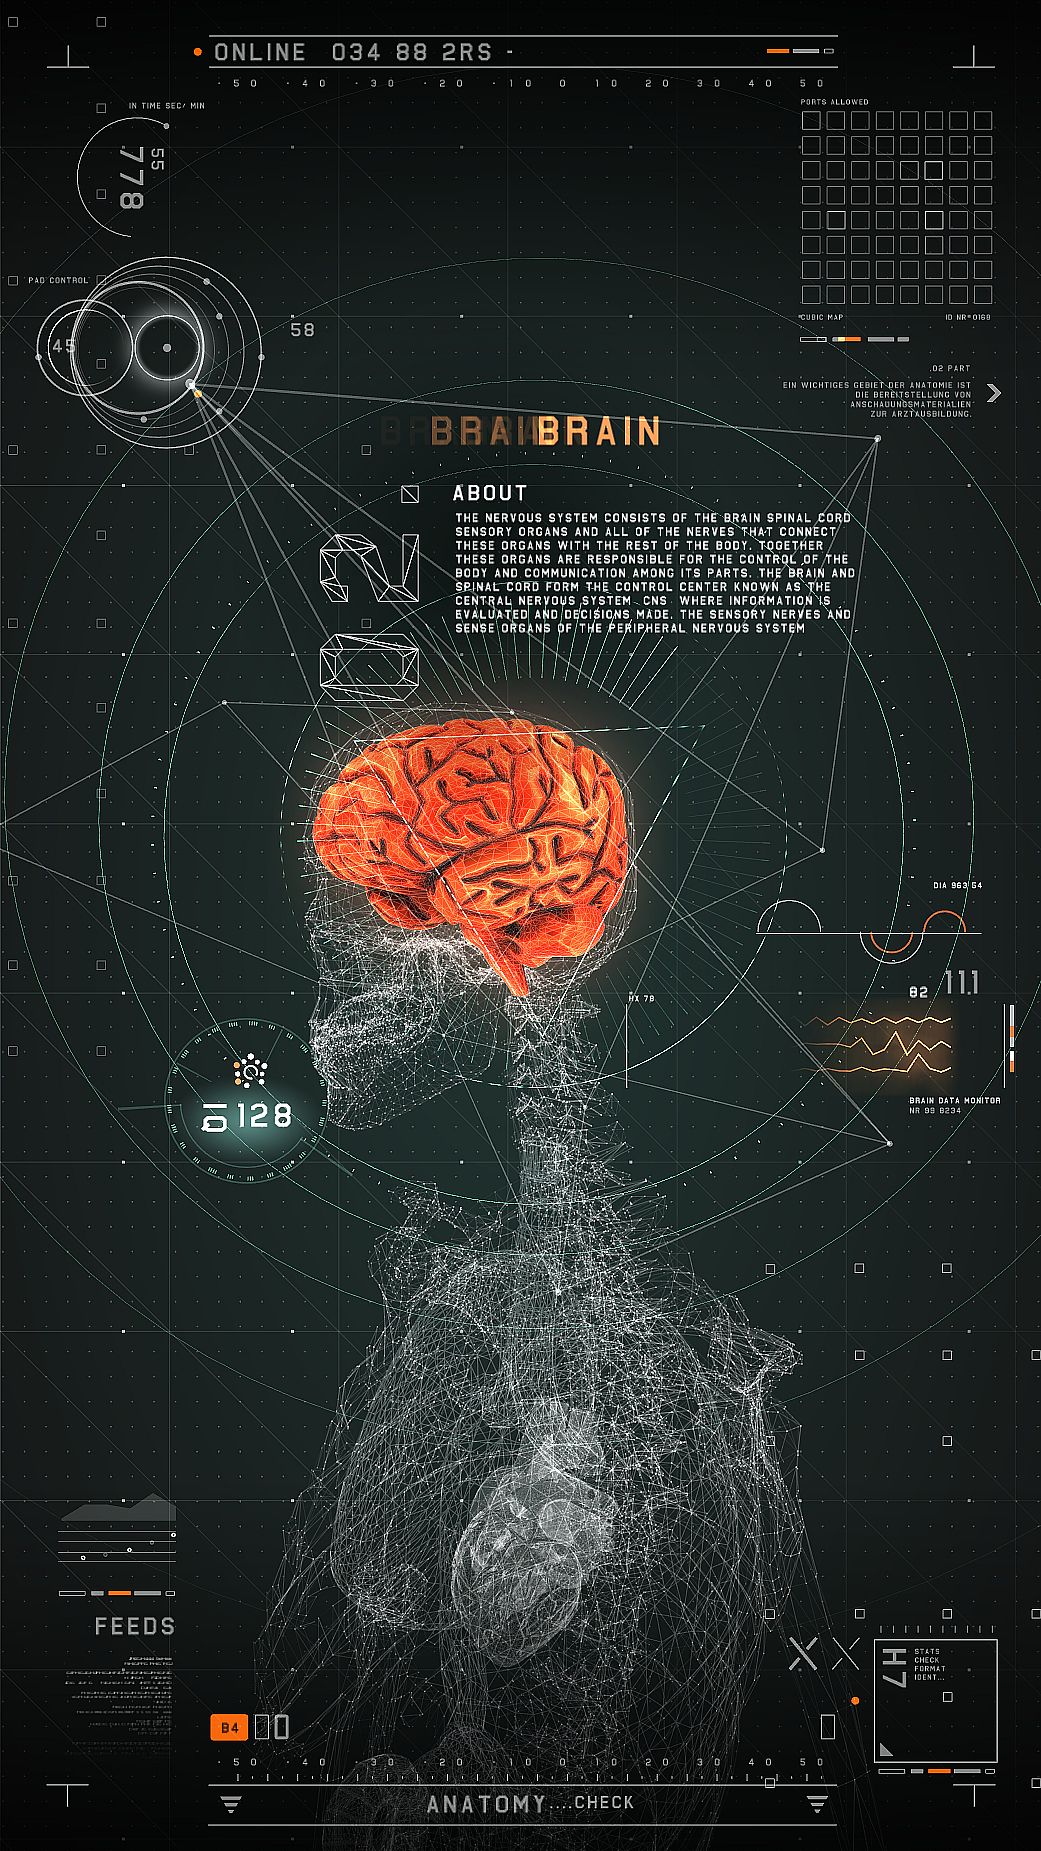 ONLINE 034 88 2RS -
- 50 - 40 - 30 - 20 - 10 0 10 20 30 40 50
IN TIME SEC/ MIN
55
778
PORTS ALLOWED
CUBIC MAP
ID NR°0168
PAD CONTROL
45
58
.02 PART
EIN WICHTIGES GEBIET DER ANATOMIE IST
DIE BEREITSTELLUNG VON
ANSCHAUUNGSMATERIALIEN
ZUR ARZTAUSBILDUNG.
BRAIN
ABOUT
THE NERVOUS SYSTEM CONSISTS OF THE BRAIN SPINAL CORD
SENSORY ORGANS AND ALL OF THE NERVES THAT CONNECT
THESE ORGANS WITH THE REST OF THE BODY. TOGETHER
THESE ORGANS ARE RESPONSIBLE FOR THE CONTROL OF THE
BODY AND COMMUNICATION AMONG ITS PARTS. THE BRAIN AND
SPINAL CORD FORM THE CONTROL CENTER KNOWN AS THE
CENTRAL NERVOUS SYSTEM CNS WHERE INFORMATION IS
EVALUATED AND DECISIONS MADE. THE SENSORY NERVES AND
SENSE ORGANS OF THE PERIPHERAL NERVOUS SYSTEM
02
DIA 963 54
82
11.1
HX 78
BRAIN DATA MONITOR
NR 99 8234
128
FEEDS
H7
STATS
CHECK
FORMAT
IDENT...
B4
- 50 - 40 - 30 - 20 - 10 0 10 20 30 40 50
ANATOMY....CHECK